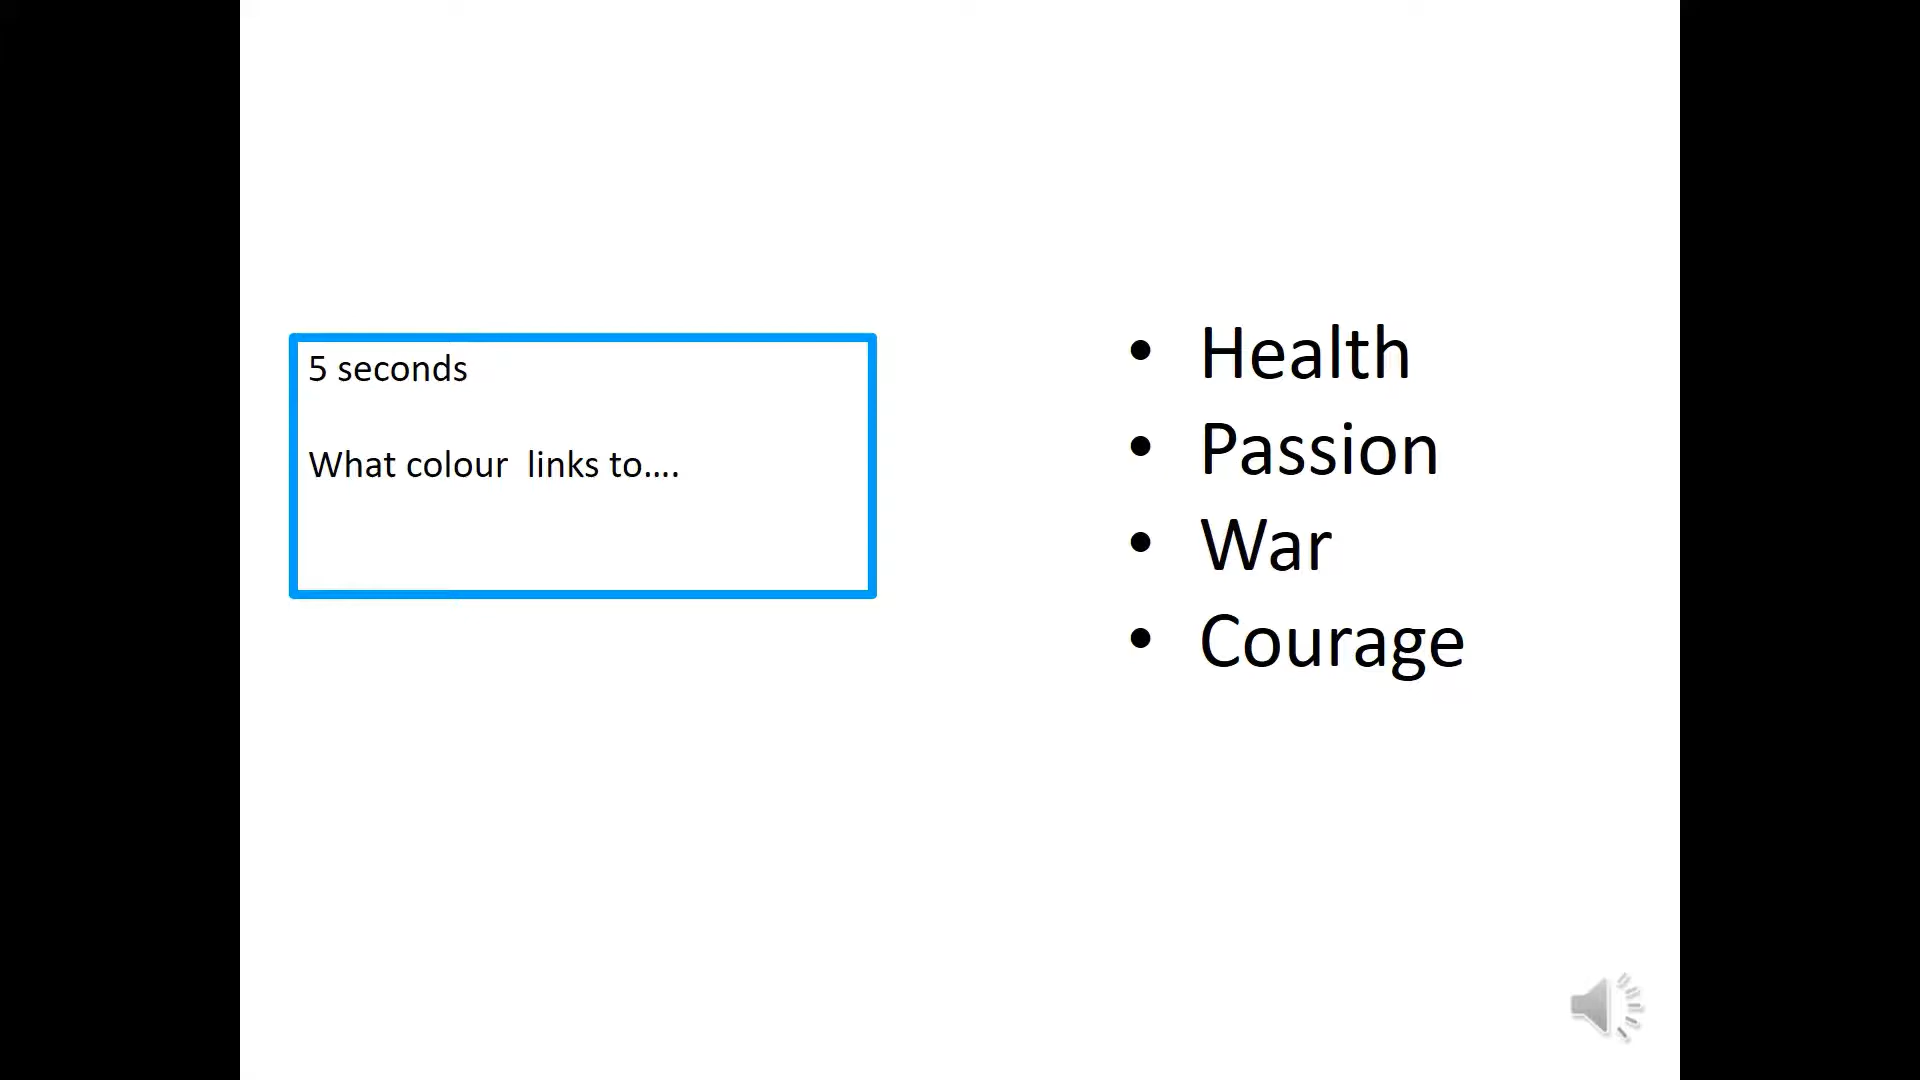 5 seconds
What colour  links to....
• Health
• Passion
• War
• Courage